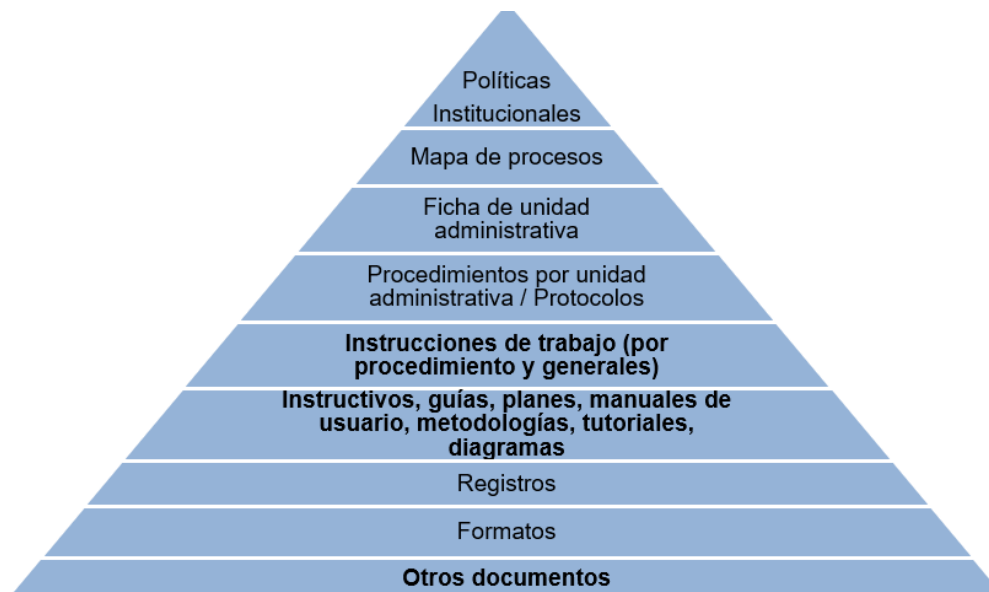 Políticas
Institucionales
Mapa de procesos
Ficha de unidad
administrativa
Procedimientos por unidad
administrativa / Protocolos
Instrucciones de trabajo (por
procedimiento y generales)
Instructivos, guías, planes, manuales de
usuario, metodologías, tutoriales,
diagramas
Registros
Formatos
Otros documentos